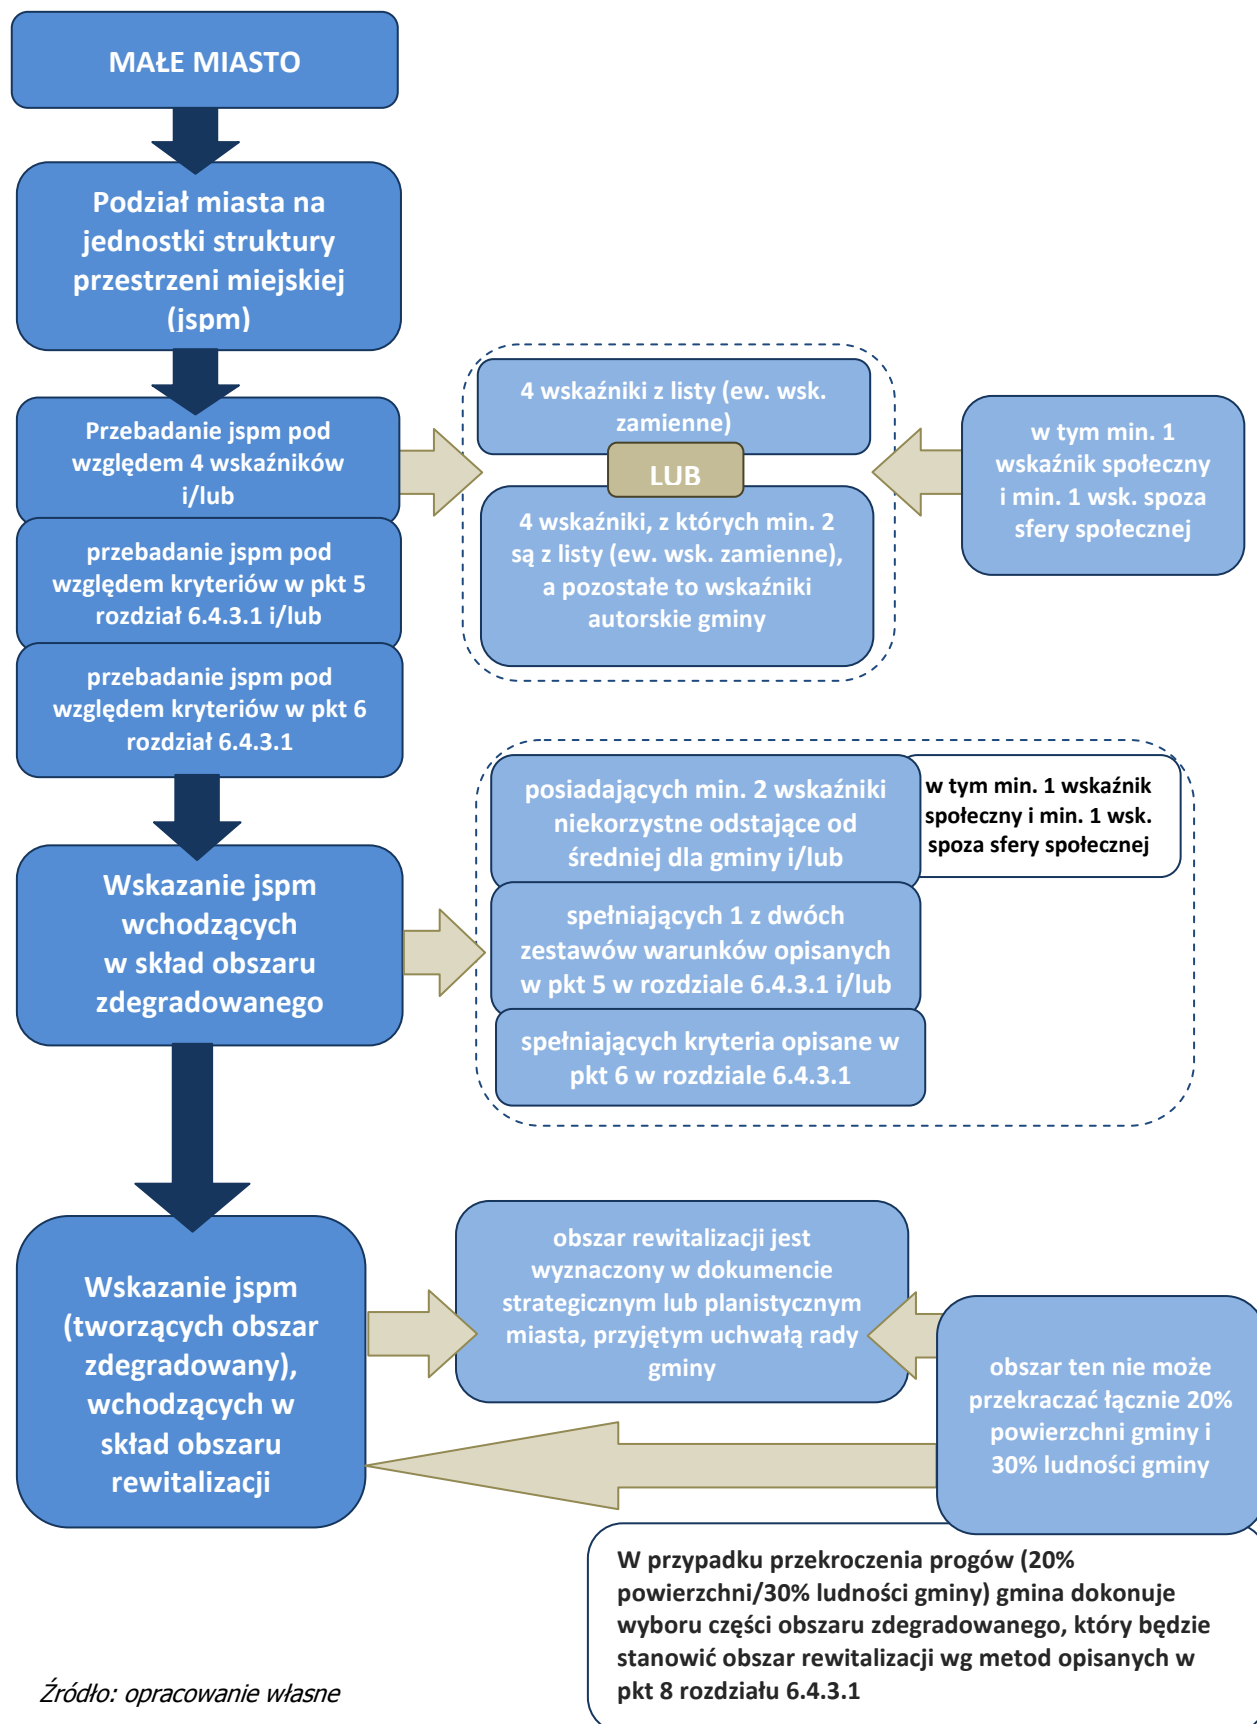 MAŁE MIASTO
Podział miasta na
jednostki struktury
przestrzeni miejskiej
(jspm)
Przebadanie jspm pod
względem 4 wskaźników
i/lub
przebadanie jspm pod
względem kryteriów w pkt 5
rozdział 6.4.3.1 i/lub
przebadanie jspm pod
względem kryteriów w pkt 6
rozdział 6.4.3.1
4 wskaźniki z listy (ew. wsk.
zamienne)
LUB
4 wskaźniki, z których min. 2
są z listy (ew. wsk. zamienne),
a pozostałe to wskaźniki
autorskie gminy
w tym min. 1
wskaźnik społeczny
i min. 1 wsk. spoza
sfery społecznej
Wskazanie jspm
wchodzących
w skład obszaru
zdegradowanego
posiadających min. 2 wskaźniki
niekorzystne odstające od
średniej dla gminy i/lub
w tym min. 1 wskaźnik
społeczny i min. 1 wsk.
spoza sfery społecznej
spełniających 1 z dwóch
zestawów warunków opisanych
w pkt 5 w rozdziale 6.4.3.1 i/lub
spełniających kryteria opisane w
pkt 6 w rozdziale 6.4.3.1
Wskazanie jspm
(tworzących obszar
zdegradowany),
wchodzących w
skład obszaru
rewitalizacji
obszar rewitalizacji jest
wyznaczony w dokumencie
strategicznym lub planistycznym
miasta, przyjętym uchwałą rady
gminy
obszar ten nie może
przekraczać łącznie 20%
powierzchni gminy i
30% ludności gminy
W przypadku przekroczenia progów (20%
powierzchni/30% ludności gminy) gmina dokonuje
wyboru części obszaru zdegradowanego, który będzie
stanowić obszar rewitalizacji wg metod opisanych w
pkt 8 rozdziału 6.4.3.1
Źródło: opracowanie własne